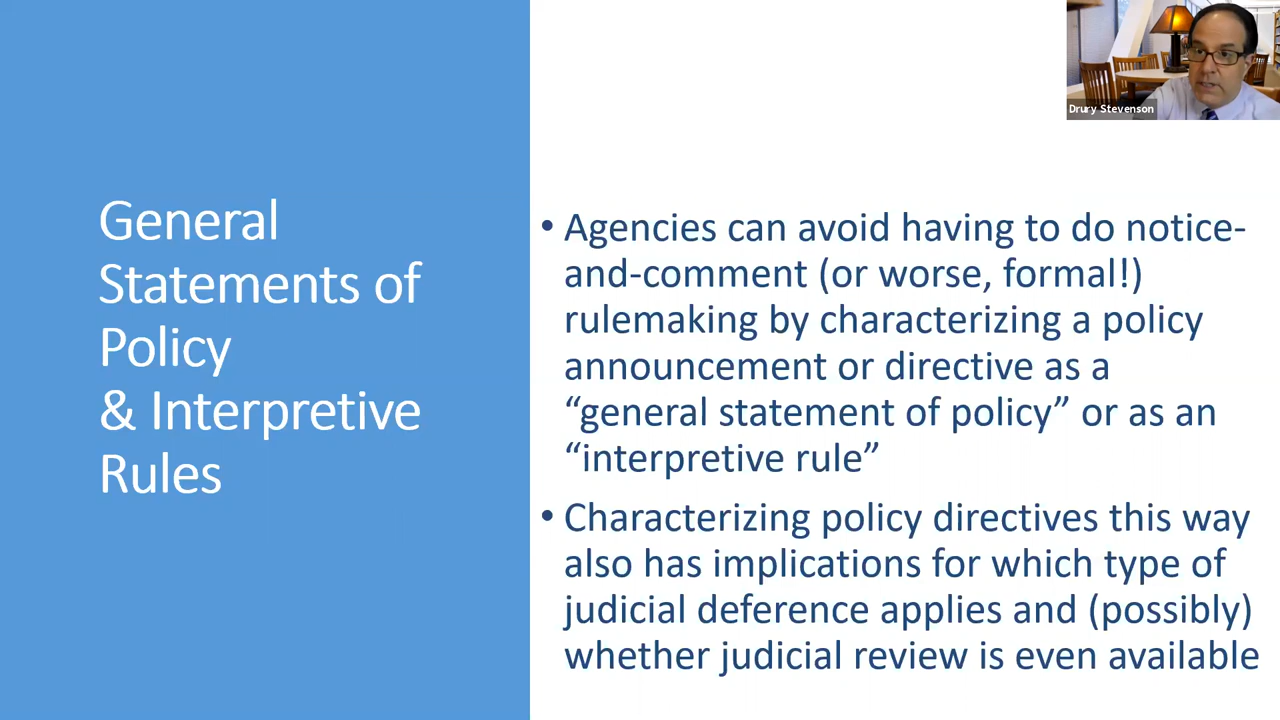 General
Statements of
Policy
& Interpretive
Rules
• Agencies can avoid having to do notice-
and-comment (or worse, formal!)
rulemaking by characterizing a policy
announcement or directive as a
“general statement of policy” or as an
“interpretive rule”
• Characterizing policy directives this way
also has implications for which type of
judicial deference applies and (possibly)
whether judicial review is even available
Drury Stevenson